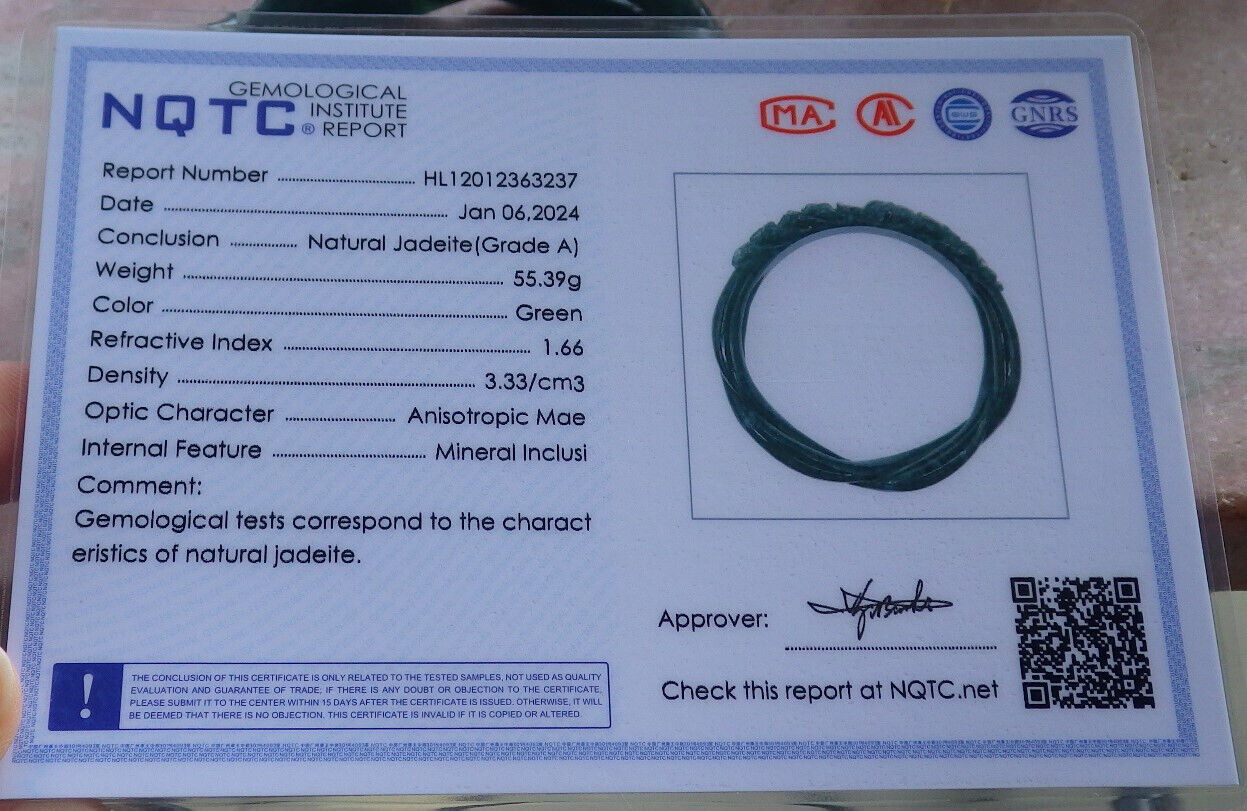 NQTC® GEMOLOGICAL INSTITUTE REPORT
MA AL GNRS
Report Number ........ HL12012363237
Date ........ Jan 06,2024
Conclusion ........ Natural Jadeite(Grade A)
Weight ........ 55.39g
Color ........ Green
Refractive Index ........ 1.66
Density ........ 3.33/cm3
Optic Character ........ Anisotropic Mae
Internal Feature ........ Mineral Inclusi
Comment:
Gemological tests correspond to the charact
eristics of natural jadeite.
Approver:
Check this report at NQTC.net
!
THE CONCLUSION OF THIS CERTIFICATE IS ONLY RELATED TO THE TESTED SAMPLES, NOT USED AS QUALITY
EVALUATION AND GUARANTEE OF TRADE; IF THERE IS ANY DOUBT OR OBJECTION TO THE CERTIFICATE,
PLEASE SUBMIT IT TO THE CENTER WITHIN 15 DAYS AFTER THE CERTIFICATE IS ISSUED. OTHERWISE, IT WILL
BE DEEMED THAT THERE IS NO OBJECTION. THIS CERTIFICATE IS INVALID IF IT IS COPIED OR ALTERED.